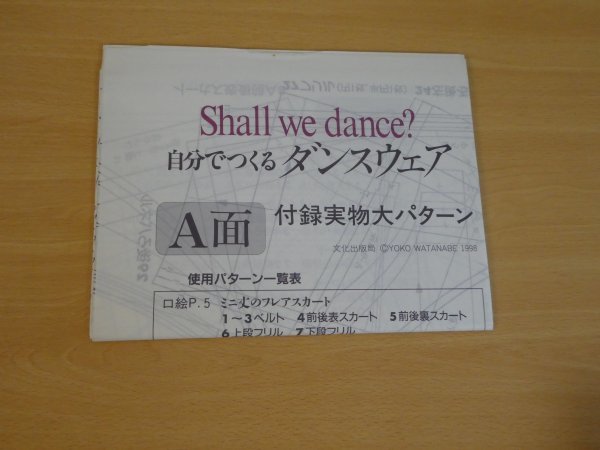 Shall we dance?
自分でつくるダンスウェア
A面 付録実物大パターン
文化出版局 ©YOKO WATANABE 1998
使用パターン一覧表
口絵P.5 ミニ丈のフレアスカート
1～3ベルト 4前後表スカート 5前後裏スカート
6上段フリル 7下段フリル